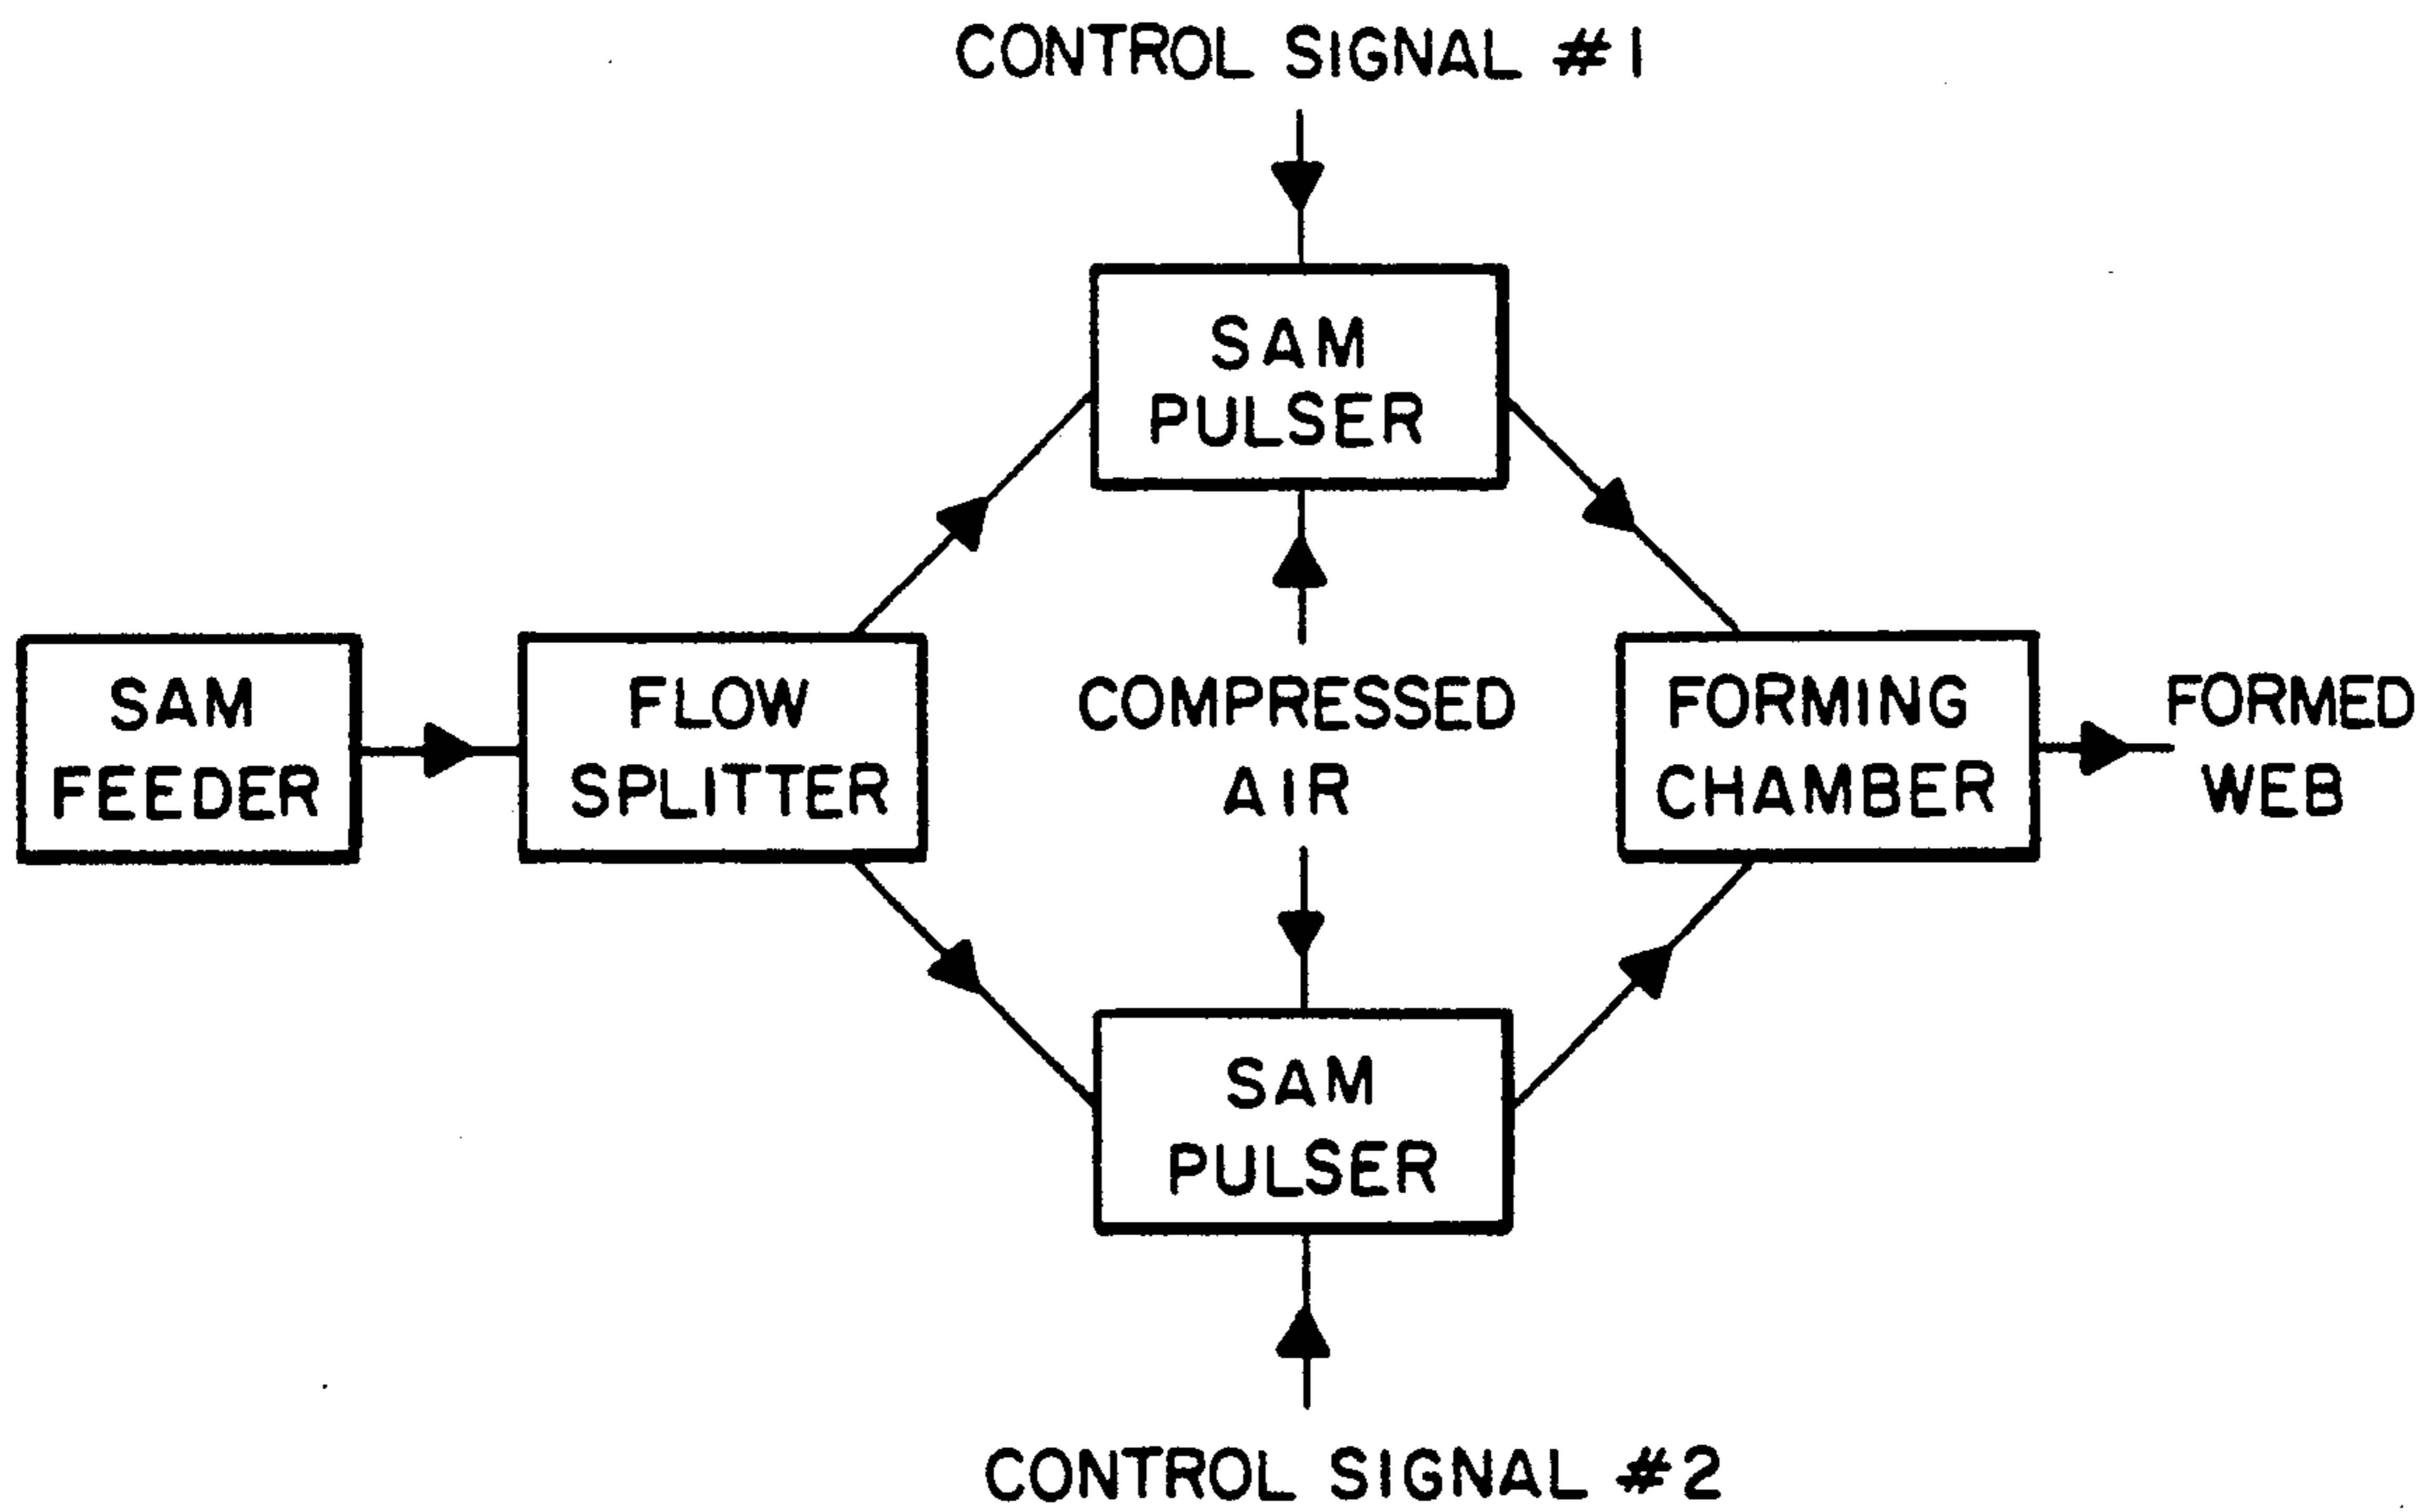 CONTROL SIGNAL #1
SAM
PULSER
SAM
FEEDER
FLOW
SPLITTER
COMPRESSED
AIR
FORMING
CHAMBER
FORMED
WEB
SAM
PULSER
CONTROL SIGNAL #2